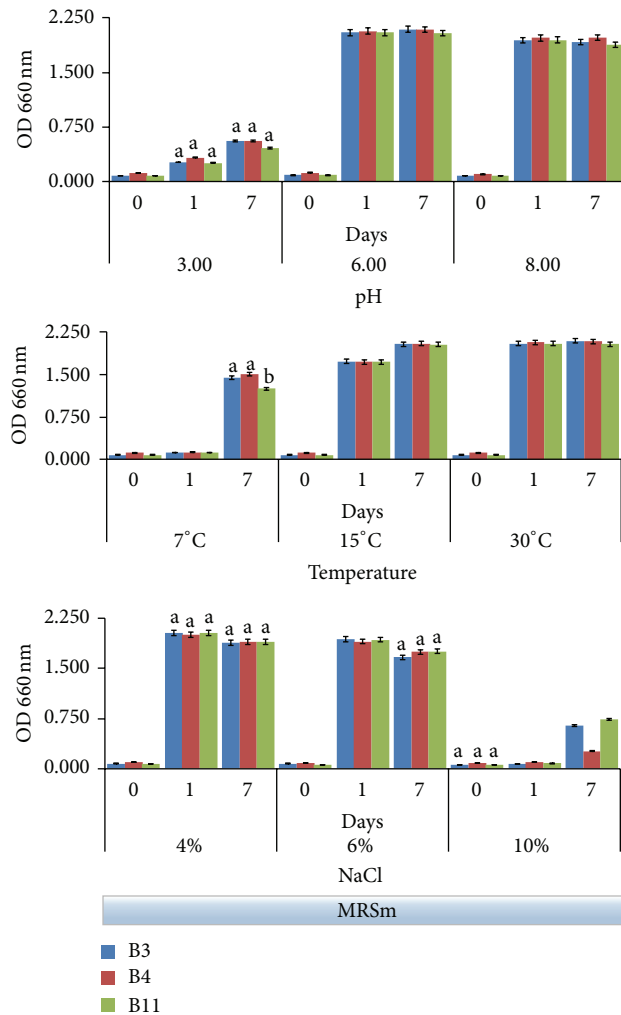 2.250
1.500
0.750
0.000
OD 660 nm
a a a
a a a
0 1 7 0 1 7 0 1 7
Days
3.00 6.00 8.00
pH
2.250
1.500
0.750
0.000
OD 660 nm
a a b
0 1 7 0 1 7 0 1 7
Days
7°C 15°C 30°C
Temperature
2.250
1.500
0.750
0.000
OD 660 nm
a a a a a a
a a a
a a a
0 1 7 0 1 7 0 1 7
Days
4% 6% 10%
NaCl
MRSm
B3
B4
B11